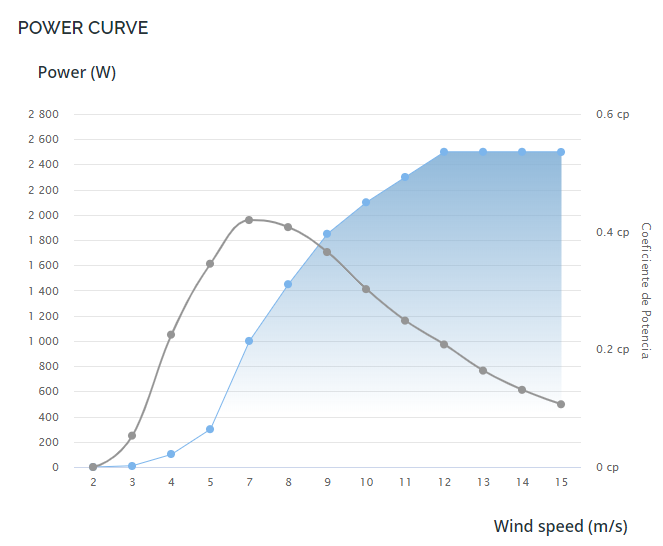 POWER CURVE
Power (W)
2 800
2 600
2 400
2 200
2 000
1 800
1 600
1 400
1 200
1 000
800
600
400
200
0
0.6 cp
0.4 cp
0.2 cp
0 cp
Coeficiente de Potencia
2 3 4 5 7 8 9 10 11 12 13 14 15
Wind speed (m/s)